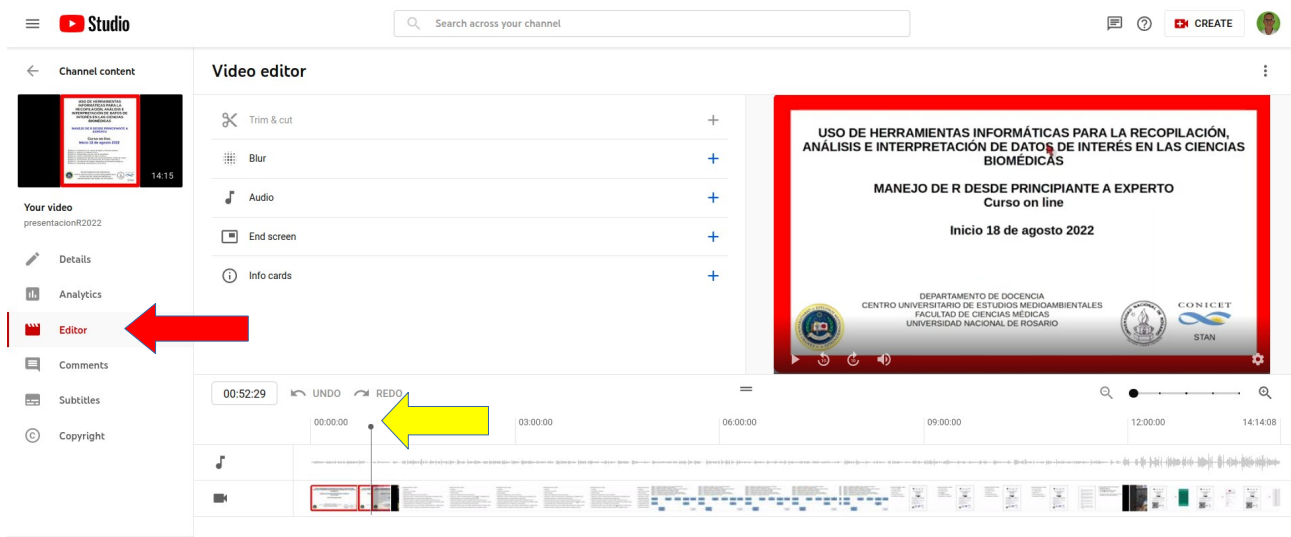 Studio
Search across your channel
CREATE
Channel content
14:15
Your video
presentacionR2022
Details
Analytics
Editor
Comments
Subtitles
Copyright
Video editor
Trim & cut
Blur
Audio
End screen
Info cards
USO DE HERRAMIENTAS INFORMÁTICAS PARA LA RECOPILACIÓN,
ANÁLISIS E INTERPRETACIÓN DE DATOS DE INTERÉS EN LAS CIENCIAS
BIOMÉDICAS
MANEJO DE R DESDE PRINCIPIANTE A EXPERTO
Curso on line
Inicio 18 de agosto 2022
DEPARTAMENTO DE DOCENCIA
CENTRO UNIVERSITARIO DE ESTUDIOS MEDIOAMBIENTALES
FACULTAD DE CIENCIAS MÉDICAS
UNIVERSIDAD NACIONAL DE ROSARIO
CONICET
STAN
00:52:29
UNDO
REDO
00:00:00
03:00:00
06:00:00
09:00:00
12:00:00
14:14:08